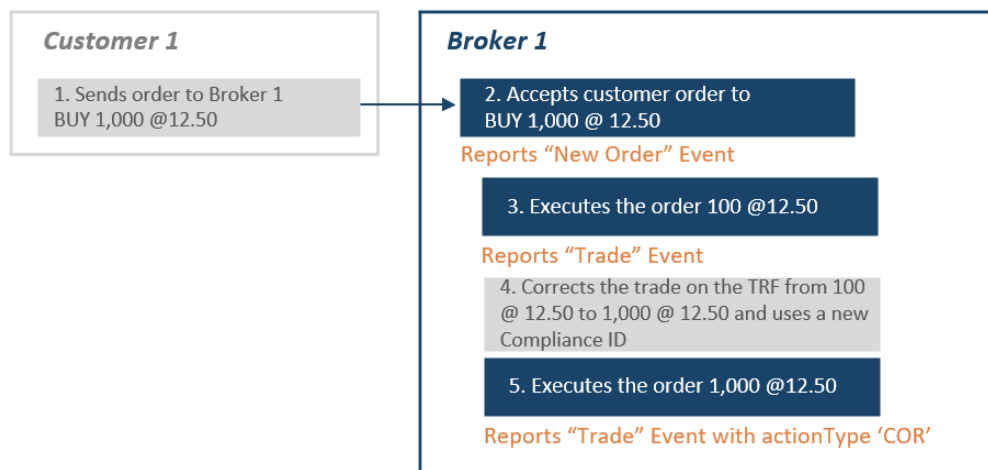 Customer 1
1. Sends order to Broker 1
BUY 1,000 @12.50
Broker 1
2. Accepts customer order to
BUY 1,000 @ 12.50
Reports “New Order” Event
3. Executes the order 100 @12.50
Reports “Trade” Event
4. Corrects the trade on the TRF from 100
@ 12.50 to 1,000 @ 12.50 and uses a new
Compliance ID
5. Executes the order 1,000 @12.50
Reports “Trade” Event with actionType ‘COR’